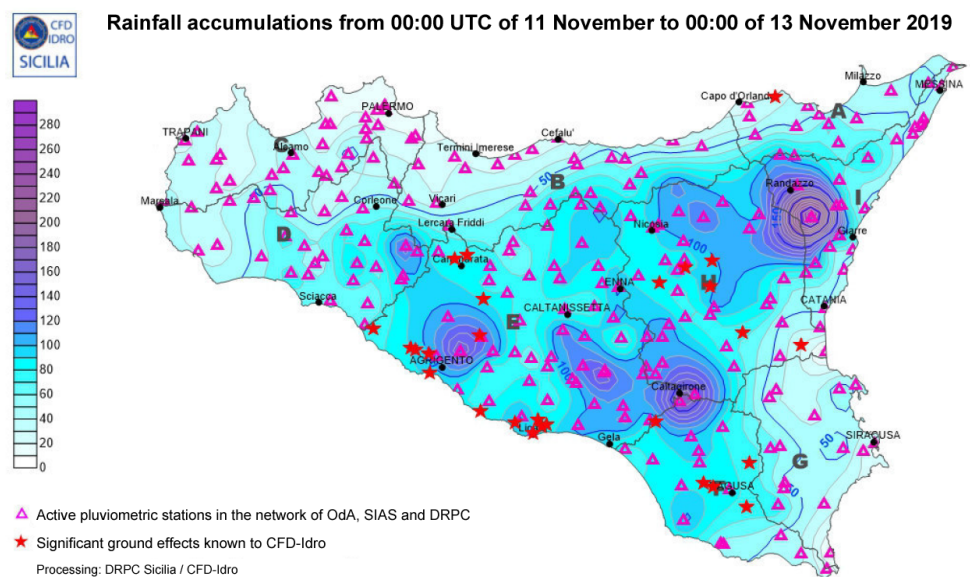 CFD
IDRO
SICILIA
Rainfall accumulations from 00:00 UTC of 11 November to 00:00 of 13 November 2019
280
260
240
220
200
180
160
140
120
100
80
60
40
20
0
Milazzo
MESSINA
Capo d'Orlando
PALERMO
A
TRAPANI
Alcamo
Cefalu'
Termini Imerese
50
B
Randazzo
I
Marsala
Corleone
Vicari
150
Lercara Friddi
Nicosia
Giarre
D
100
Cammarata
H
ENNA
Sciacca
CALTANISSETTA
CATANIA
E
AGRIGENTO
100
Caltagirone
Gela
50
SIRACUSA
G
RAGUSA
50
Active pluviometric stations in the network of OdA, SIAS and DRPC
Significant ground effects known to CFD-Idro
Processing: DRPC Sicilia / CFD-Idro